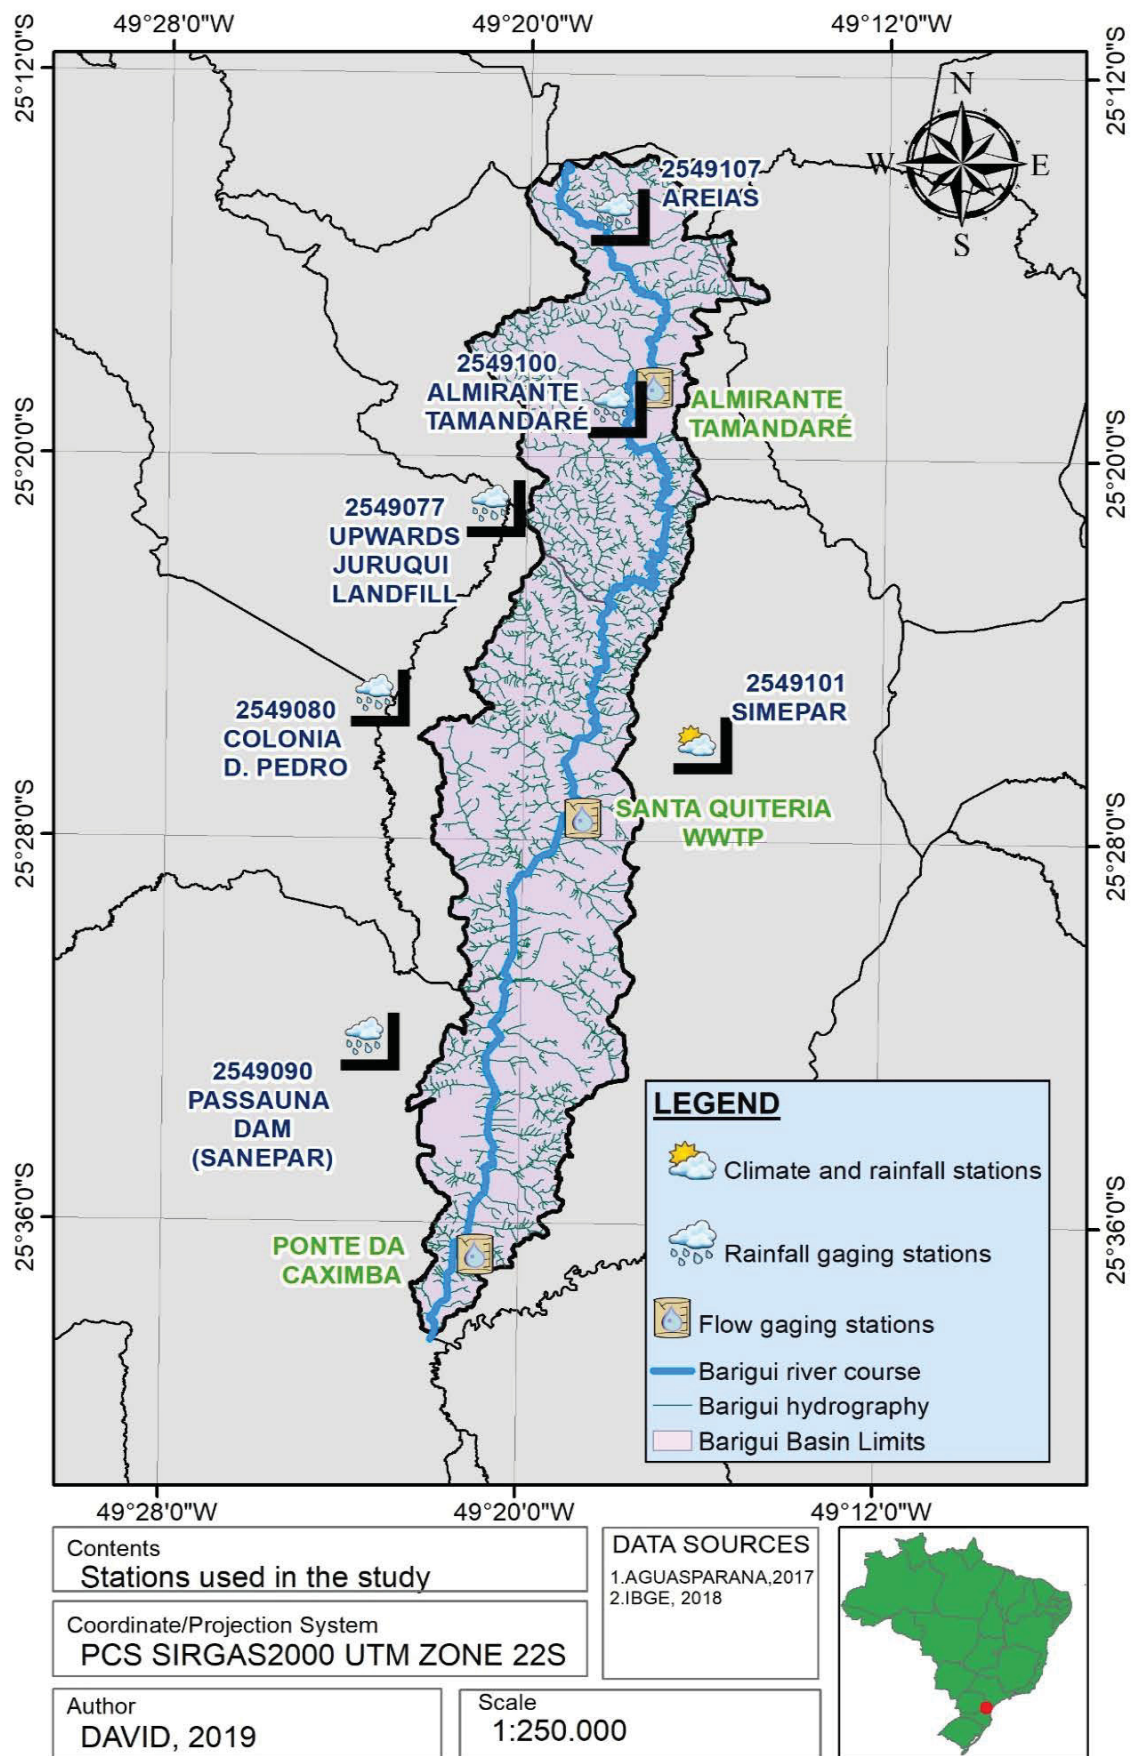 49°28'0"W
49°20'0"W
49°12'0"W
25°12'0"S
25°12'0"S
N
W
E
S
2549107
AREIAS
2549100
ALMIRANTE
TAMANDARÉ
ALMIRANTE
TAMANDARÉ
25°20'0"S
25°20'0"S
2549077
UPWARDS
JURUQUI
LANDFILL
2549101
SIMEPAR
2549080
COLONIA
D. PEDRO
SANTA QUITERIA
WWTP
25°28'0"S
25°28'0"S
2549090
PASSAUNA
DAM
(SANEPAR)
25°36'0"S
25°36'0"S
PONTE DA
CAXIMBA
LEGEND
Climate and rainfall stations
Rainfall gaging stations
Flow gaging stations
Barigui river course
Barigui hydrography
Barigui Basin Limits
49°28'0"W
49°20'0"W
49°12'0"W
Contents
Stations used in the study
Coordinate/Projection System
PCS SIRGAS2000 UTM ZONE 22S
DATA SOURCES
1.AGUASPARANA,2017
2.IBGE, 2018
Author
DAVID, 2019
Scale
1:250.000